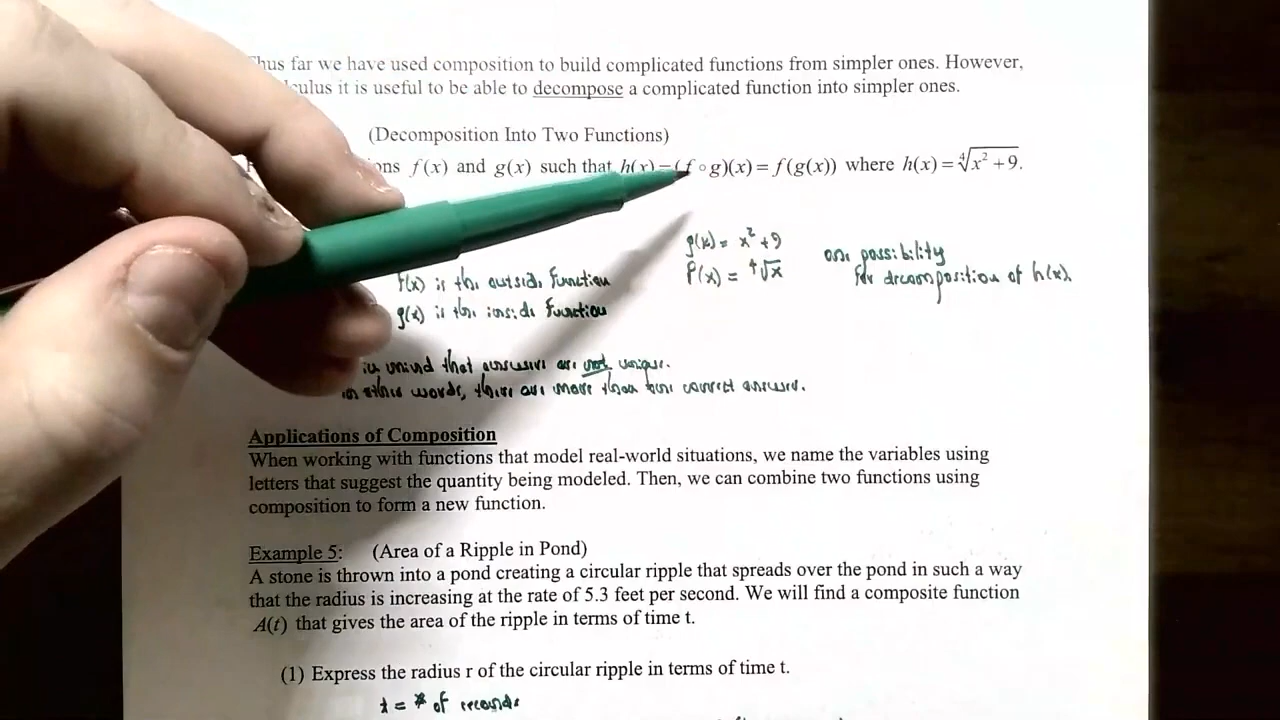 Thus far we have used composition to build complicated functions from simpler ones. However,
it is useful to be able to decompose a complicated function into simpler ones.
(Decomposition Into Two Functions)
f(x) and g(x) such that h(x) = (f ∘ g)(x) = f(g(x)) where h(x) = ∜(x² + 9).
g(x) = x² + 9
f(x) = ⁴√x
one possibility
for decomposition of h(x).
f(x) is the outside function
g(x) is the inside function
in mind that answers are not unique.
in other words, there are more than one correct answer.
Applications of Composition
When working with functions that model real-world situations, we name the variables using
letters that suggest the quantity being modeled. Then, we can combine two functions using
composition to form a new function.
Example 5: (Area of a Ripple in Pond)
A stone is thrown into a pond creating a circular ripple that spreads over the pond in such a way
that the radius is increasing at the rate of 5.3 feet per second. We will find a composite function
A(t) that gives the area of the ripple in terms of time t.
(1) Express the radius r of the circular ripple in terms of time t.
t = # of seconds